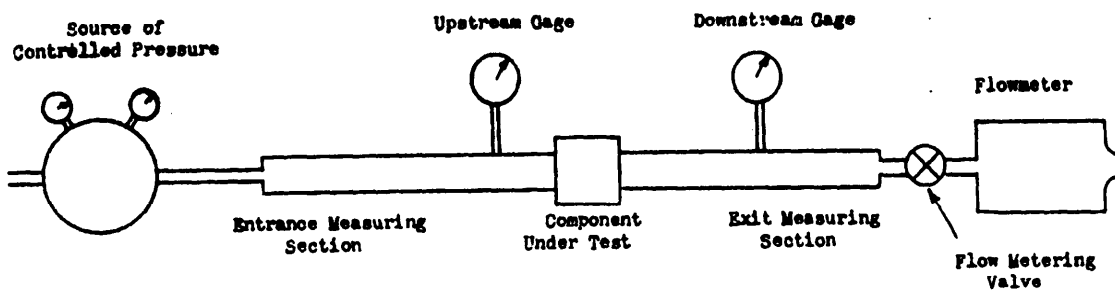 Source of
Controlled Pressure
Upstream Gage
Downstream Gage
Flowmeter
Entrance Measuring
Section
Component
Under Test
Exit Measuring
Section
Flow Metering
Valve